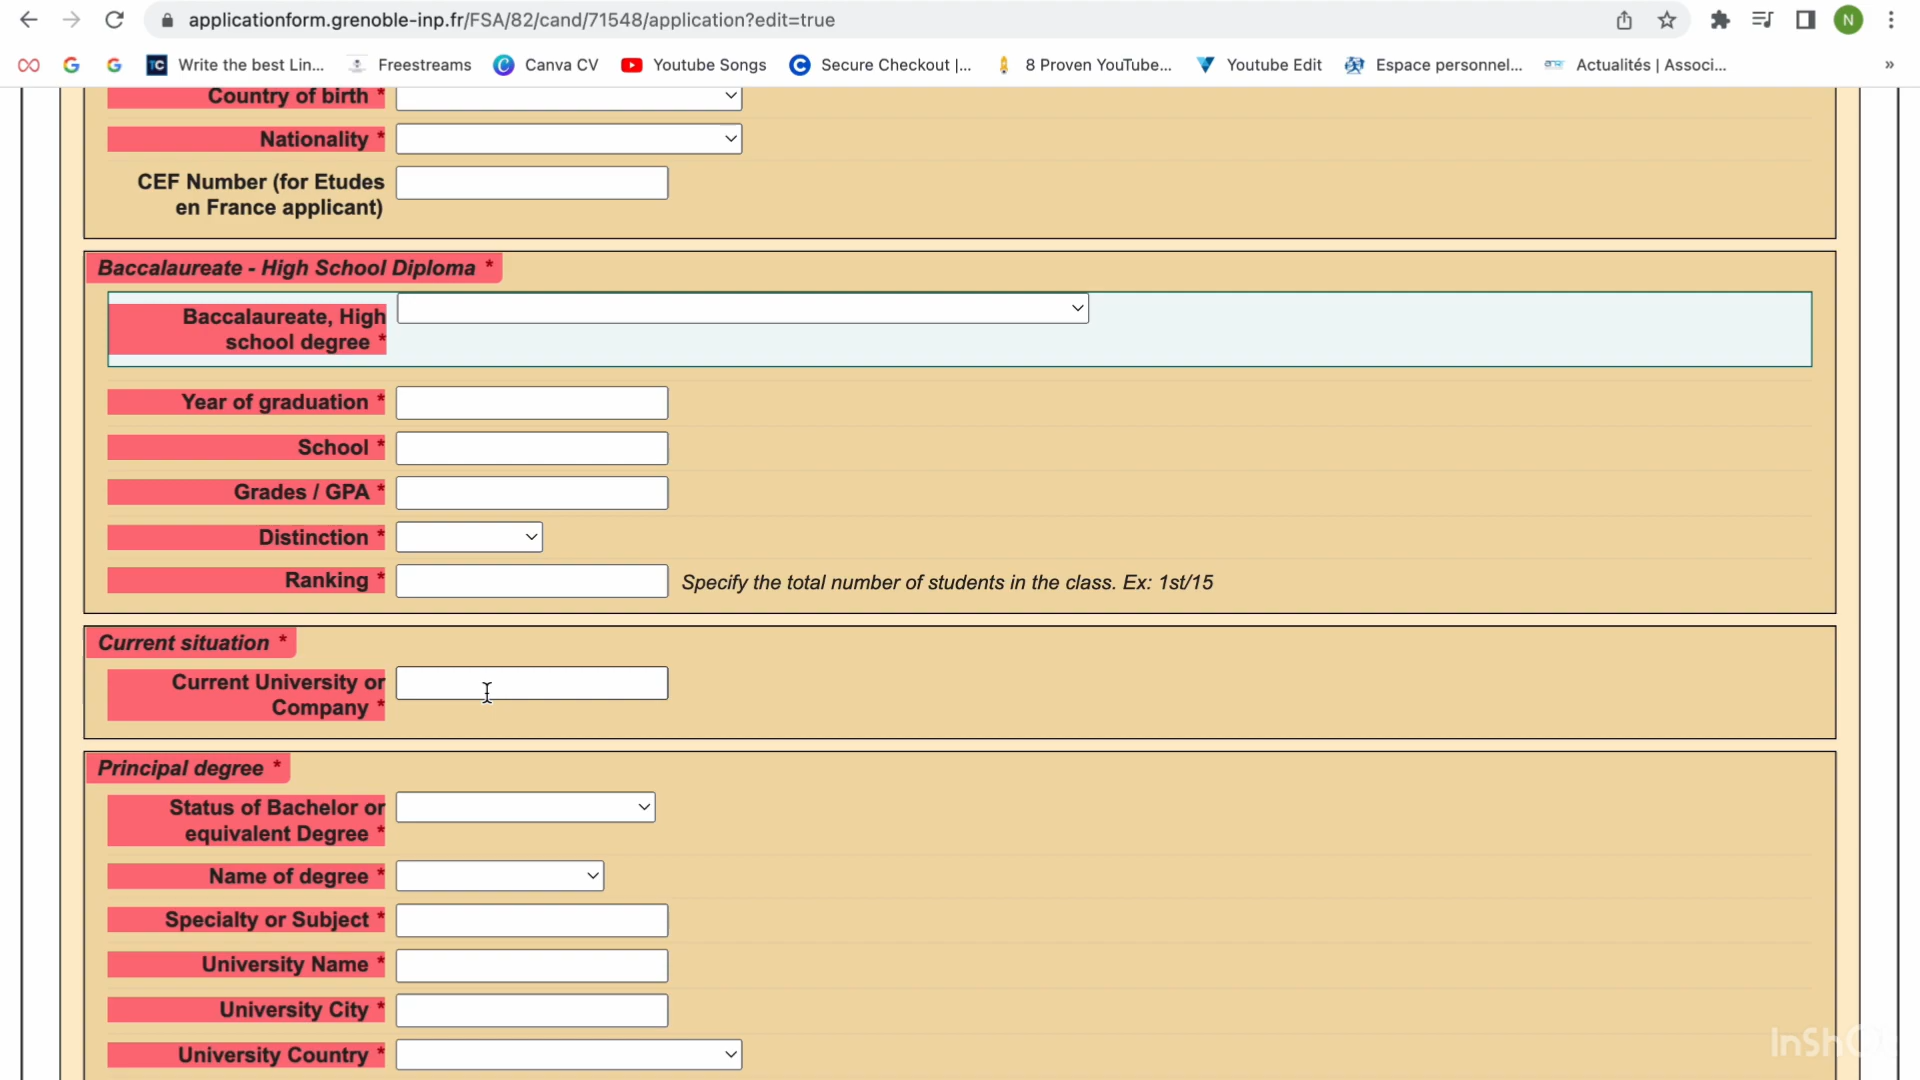 applicationform.grenoble-inp.fr/FSA/82/cand/71548/application?edit=true
N
TC Write the best Lin... Freestreams Canva CV Youtube Songs Secure Checkout |... 8 Proven YouTube... Youtube Edit Espace personnel... Actualités | Associ... »
Country of birth *
Nationality *
CEF Number (for Etudes
en France applicant)
Baccalaureate - High School Diploma *
Baccalaureate, High
school degree *
Year of graduation *
School *
Grades / GPA *
Distinction *
Ranking * Specify the total number of students in the class. Ex: 1st/15
Current situation *
Current University or
Company *
Principal degree *
Status of Bachelor or
equivalent Degree *
Name of degree *
Specialty or Subject *
University Name *
University City *
University Country *